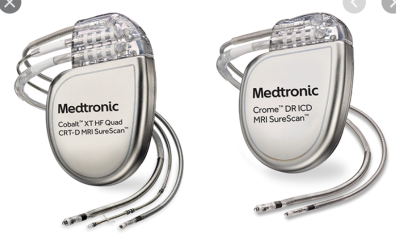 Medtronic
Cobalt™ XT HF Quad
CRT-D MRI SureScan™
Medtronic
Crome™ DR ICD
MRI SureScan™